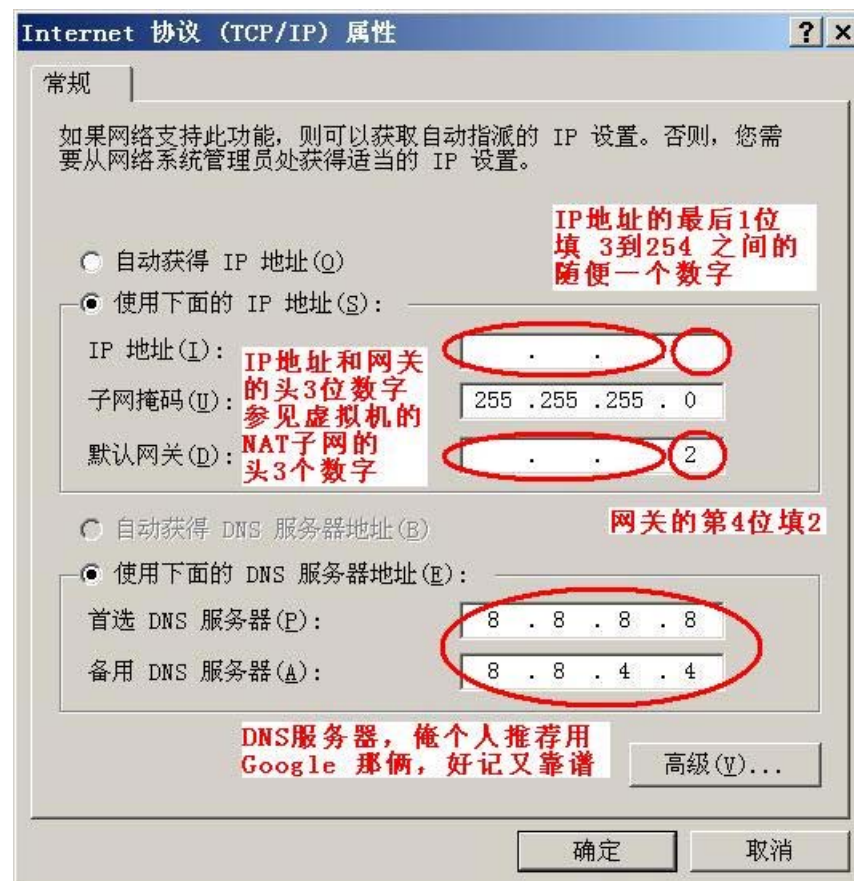 Internet 协议 (TCP/IP) 属性
常规
如果网络支持此功能，则可以获取自动指派的 IP 设置。否则，您需
要从网络系统管理员处获得适当的 IP 设置。
IP地址的最后1位
填 3到254 之间的
随便一个数字
自动获得 IP 地址(O)
使用下面的 IP 地址(S):
IP 地址(I): . .
IP地址和网关
的头3位数字
参见虚拟机的
NAT子网的
头3个数字
子网掩码(U): 255 .255 .255 . 0
默认网关(D): . . 2
网关的第4位填2
自动获得 DNS 服务器地址(B)
使用下面的 DNS 服务器地址(E):
首选 DNS 服务器(P): 8 . 8 . 8 . 8
备用 DNS 服务器(A): 8 . 8 . 4 . 4
DNS服务器，俺个人推荐用
Google 那俩，好记又靠谱
高级(V)...
确定
取消